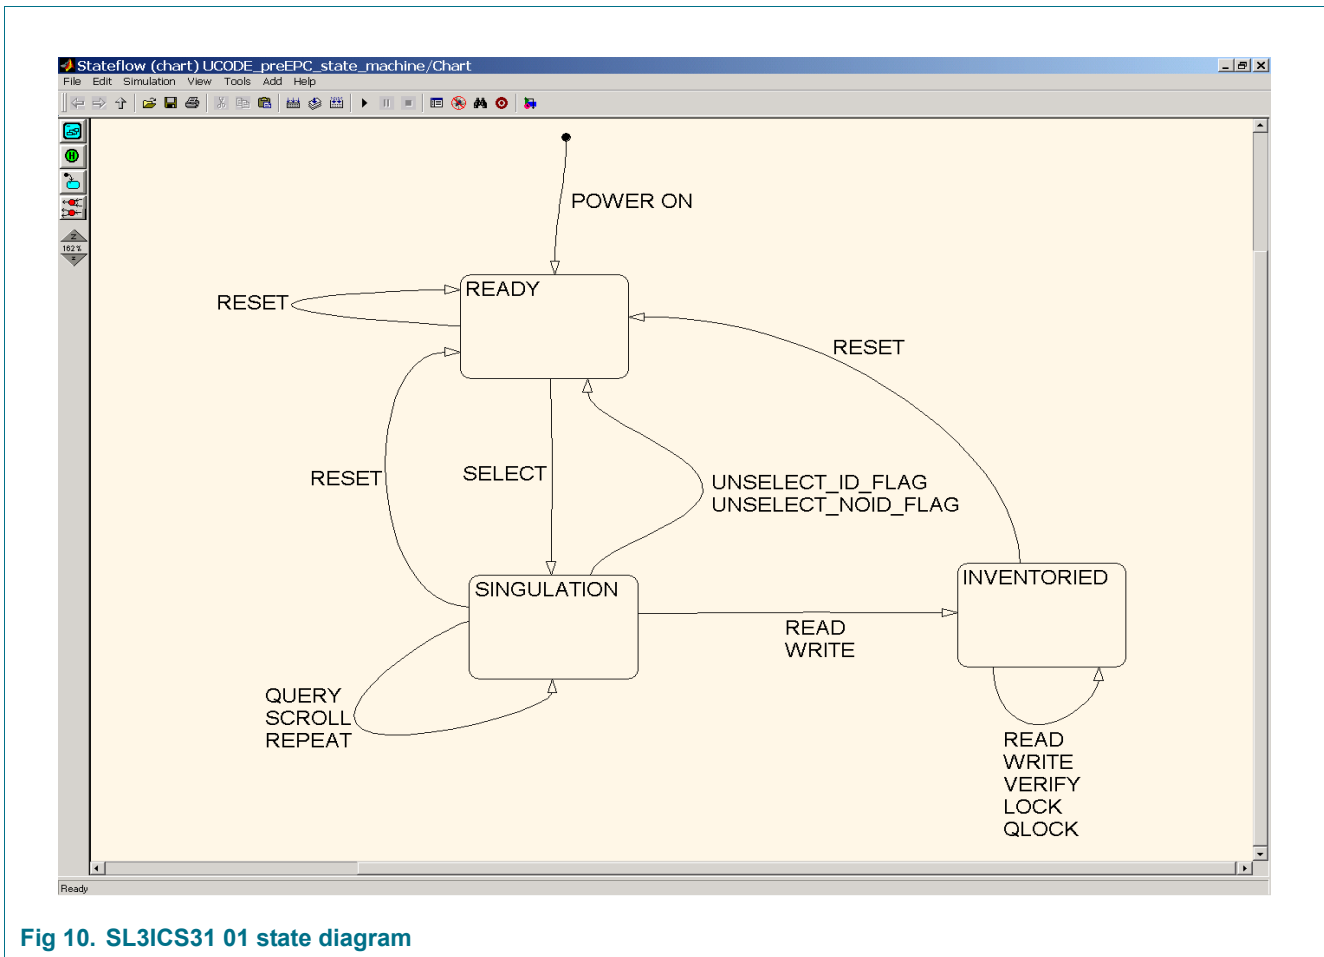 Stateflow (chart) UCODE_preEPC_state_machine/Chart
File Edit Simulation View Tools Add Help
162%
POWER ON
READY
RESET
RESET
RESET
SELECT
UNSELECT_ID_FLAG
UNSELECT_NOID_FLAG
SINGULATION
INVENTORIED
READ
WRITE
QUERY
SCROLL
REPEAT
READ
WRITE
VERIFY
LOCK
QLOCK
Ready
Fig 10. SL3ICS31 01 state diagram